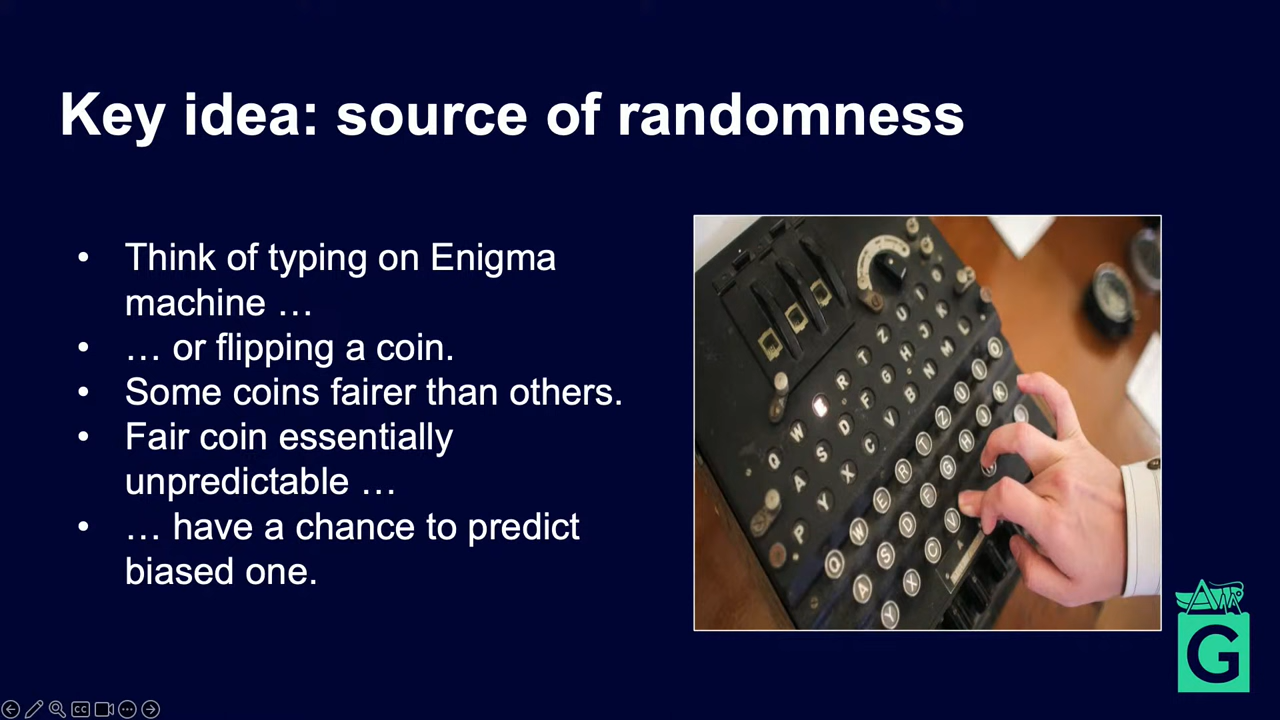 Key idea: source of randomness
• Think of typing on Enigma
machine …
• … or flipping a coin.
• Some coins fairer than others.
• Fair coin essentially
unpredictable …
• … have a chance to predict
biased one.
Q W E R T Z U I O
A S D F G H J K
P Y X C V B N M L
Q W E R T Z U I O
A S D F G H J K
Y X C V
G
CC